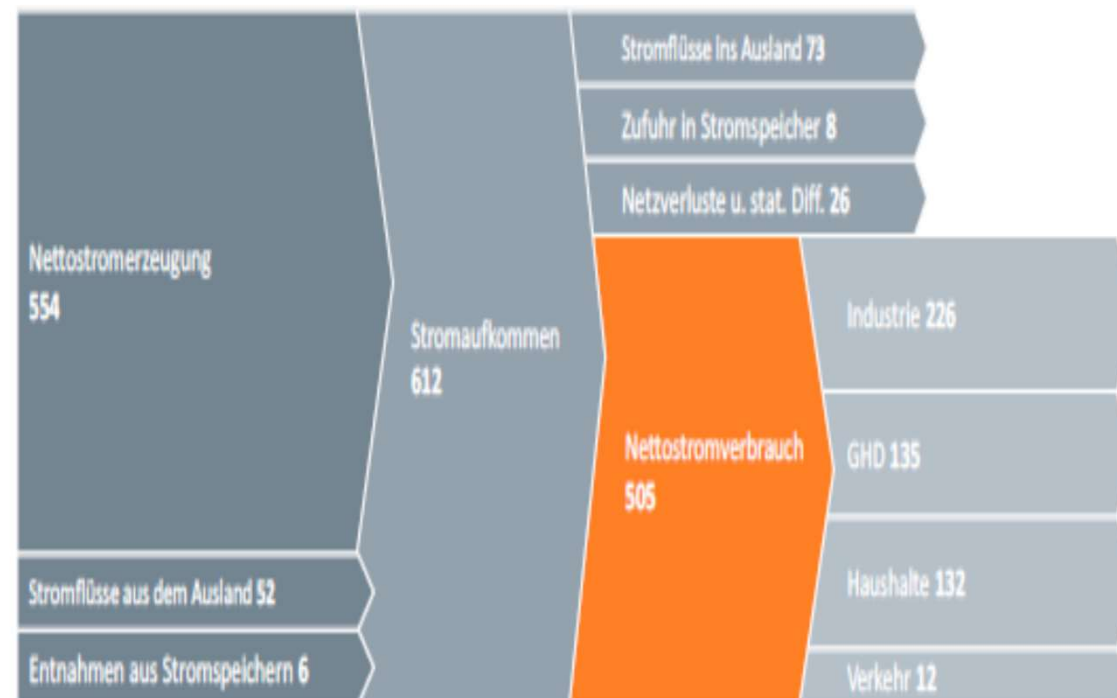 Nettostromerzeugung
554
Stromflüsse aus dem Ausland 52
Entnahmen aus Stromspeichern 6
Stromaufkommen
612
Stromflüsse ins Ausland 73
Zufuhr in Stromspeicher 8
Netzverluste u. stat. Diff. 26
Nettostromverbrauch
505
Industrie 226
GHD 135
Haushalte 132
Verkehr 12